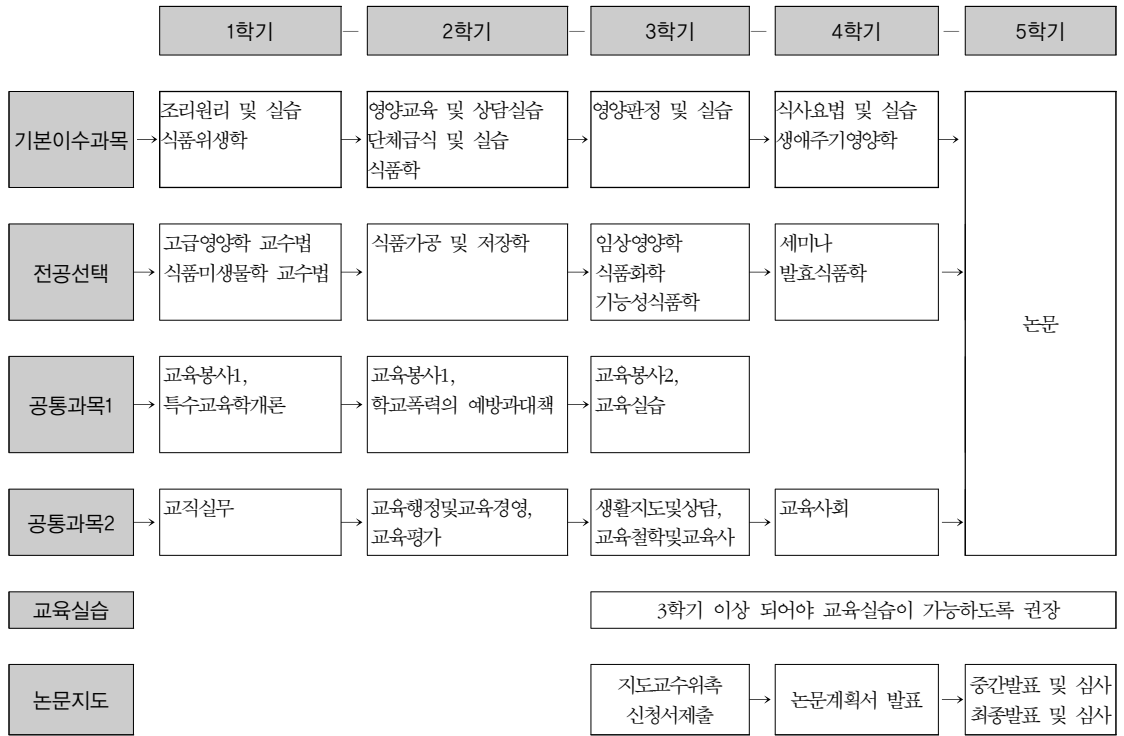 1학기
2학기
3학기
4학기
5학기
기본이수과목
조리원리 및 실습
식품위생학
영양교육 및 상담실습
단체급식 및 실습
식품학
영양판정 및 실습
식사요법 및 실습
생애주기영양학
전공선택
고급영양학 교수법
식품미생물학 교수법
식품가공 및 저장학
임상영양학
식품화학
기능성식품학
세미나
발효식품학
논문
공통과목1
교육봉사1,
특수교육학개론
교육봉사1,
학교폭력의 예방과대책
교육봉사2,
교육실습
공통과목2
교직실무
교육행정및교육경영,
교육평가
생활지도및상담,
교육철학및교육사
교육사회
교육실습
3학기 이상 되어야 교육실습이 가능하도록 권장
논문지도
지도교수위촉
신청서제출
논문계획서 발표
중간발표 및 심사
최종발표 및 심사